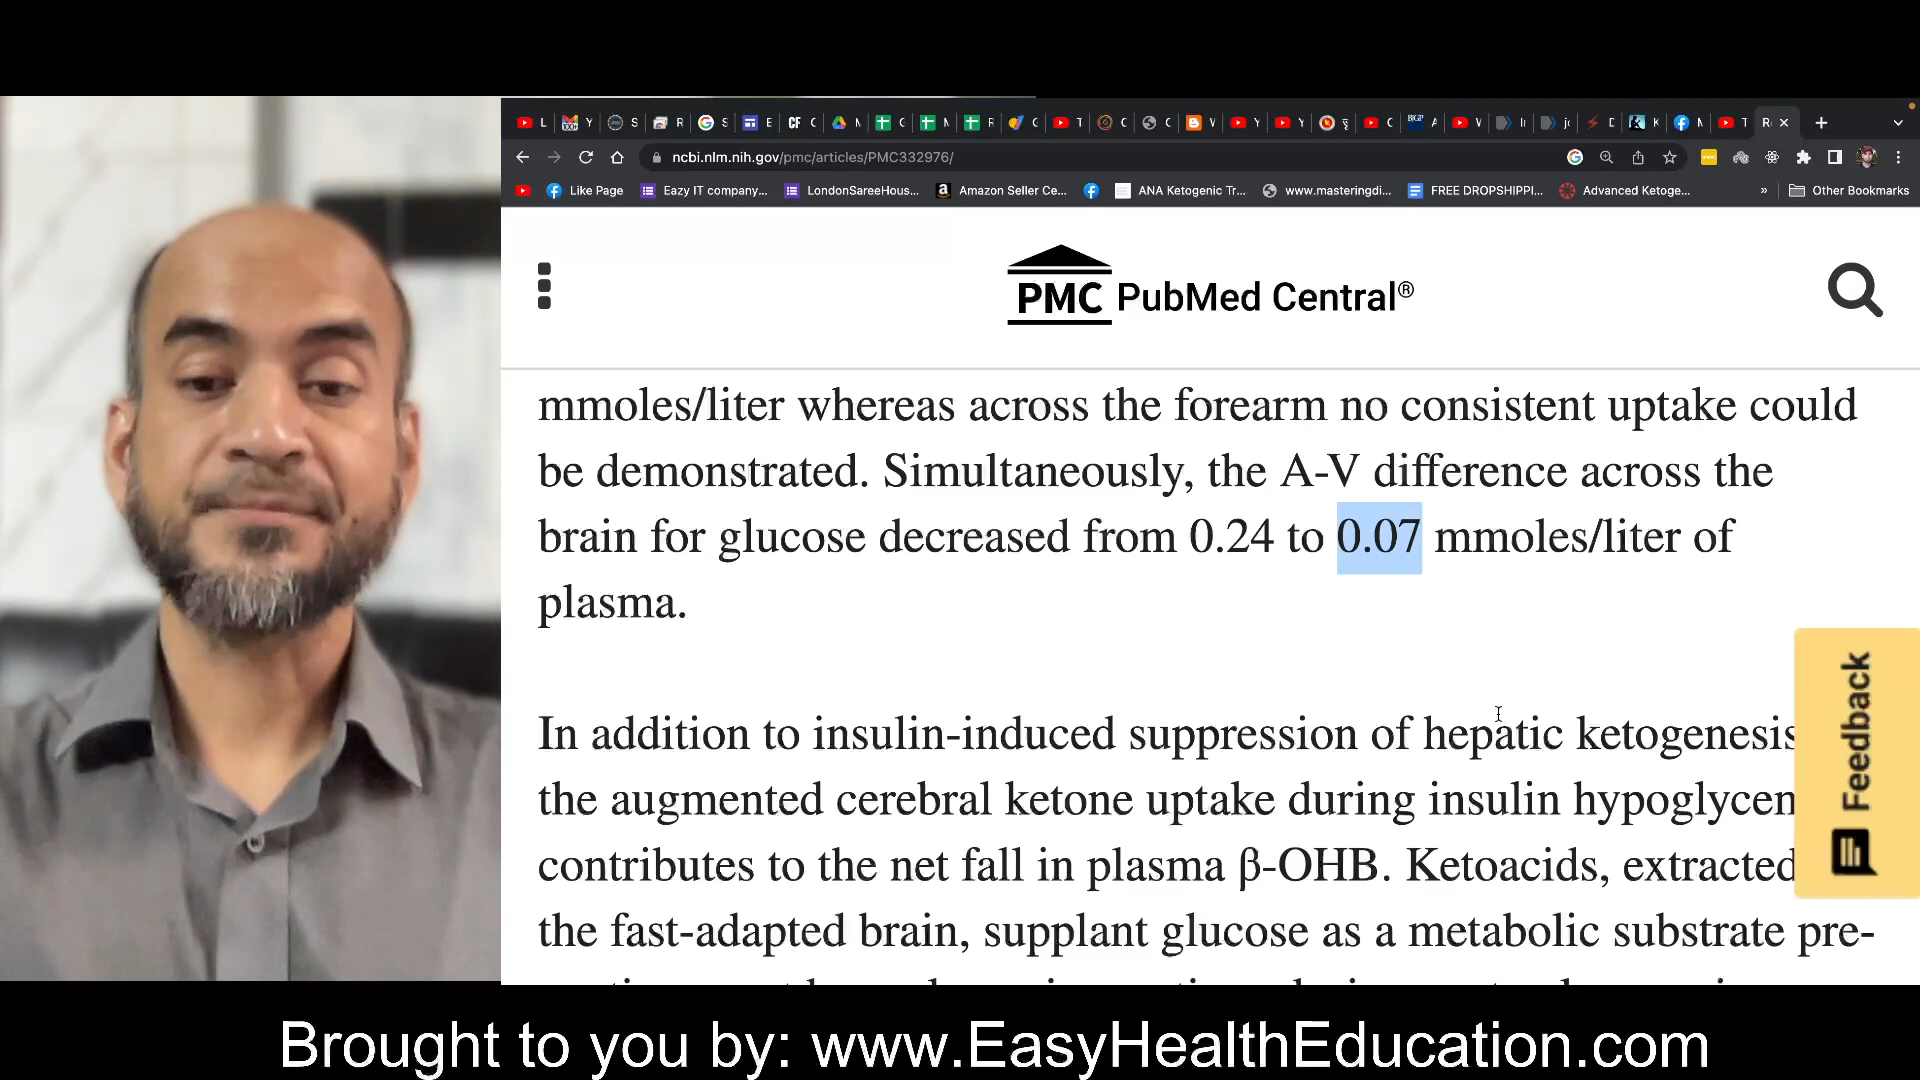 L Y S R S E C M C M R C T C C V Y Y ই C A V Ir jc D K M T R
ncbi.nlm.nih.gov/pmc/articles/PMC332976/
Like Page Eazy IT company... LondonSareeHous... Amazon Seller Ce... ANA Ketogenic Tr... www.masteringdi... FREE DROPSHIPPI... Advanced Ketoge... » Other Bookmarks
PMC PubMed Central®
mmoles/liter whereas across the forearm no consistent uptake could
be demonstrated. Simultaneously, the A-V difference across the
brain for glucose decreased from 0.24 to 0.07 mmoles/liter of
plasma.
In addition to insulin-induced suppression of hepatic ketogenesis
the augmented cerebral ketone uptake during insulin hypoglycen
contributes to the net fall in plasma β-OHB. Ketoacids, extracted
the fast-adapted brain, supplant glucose as a metabolic substrate pre-
Feedback
Brought to you by: www.EasyHealthEducation.com